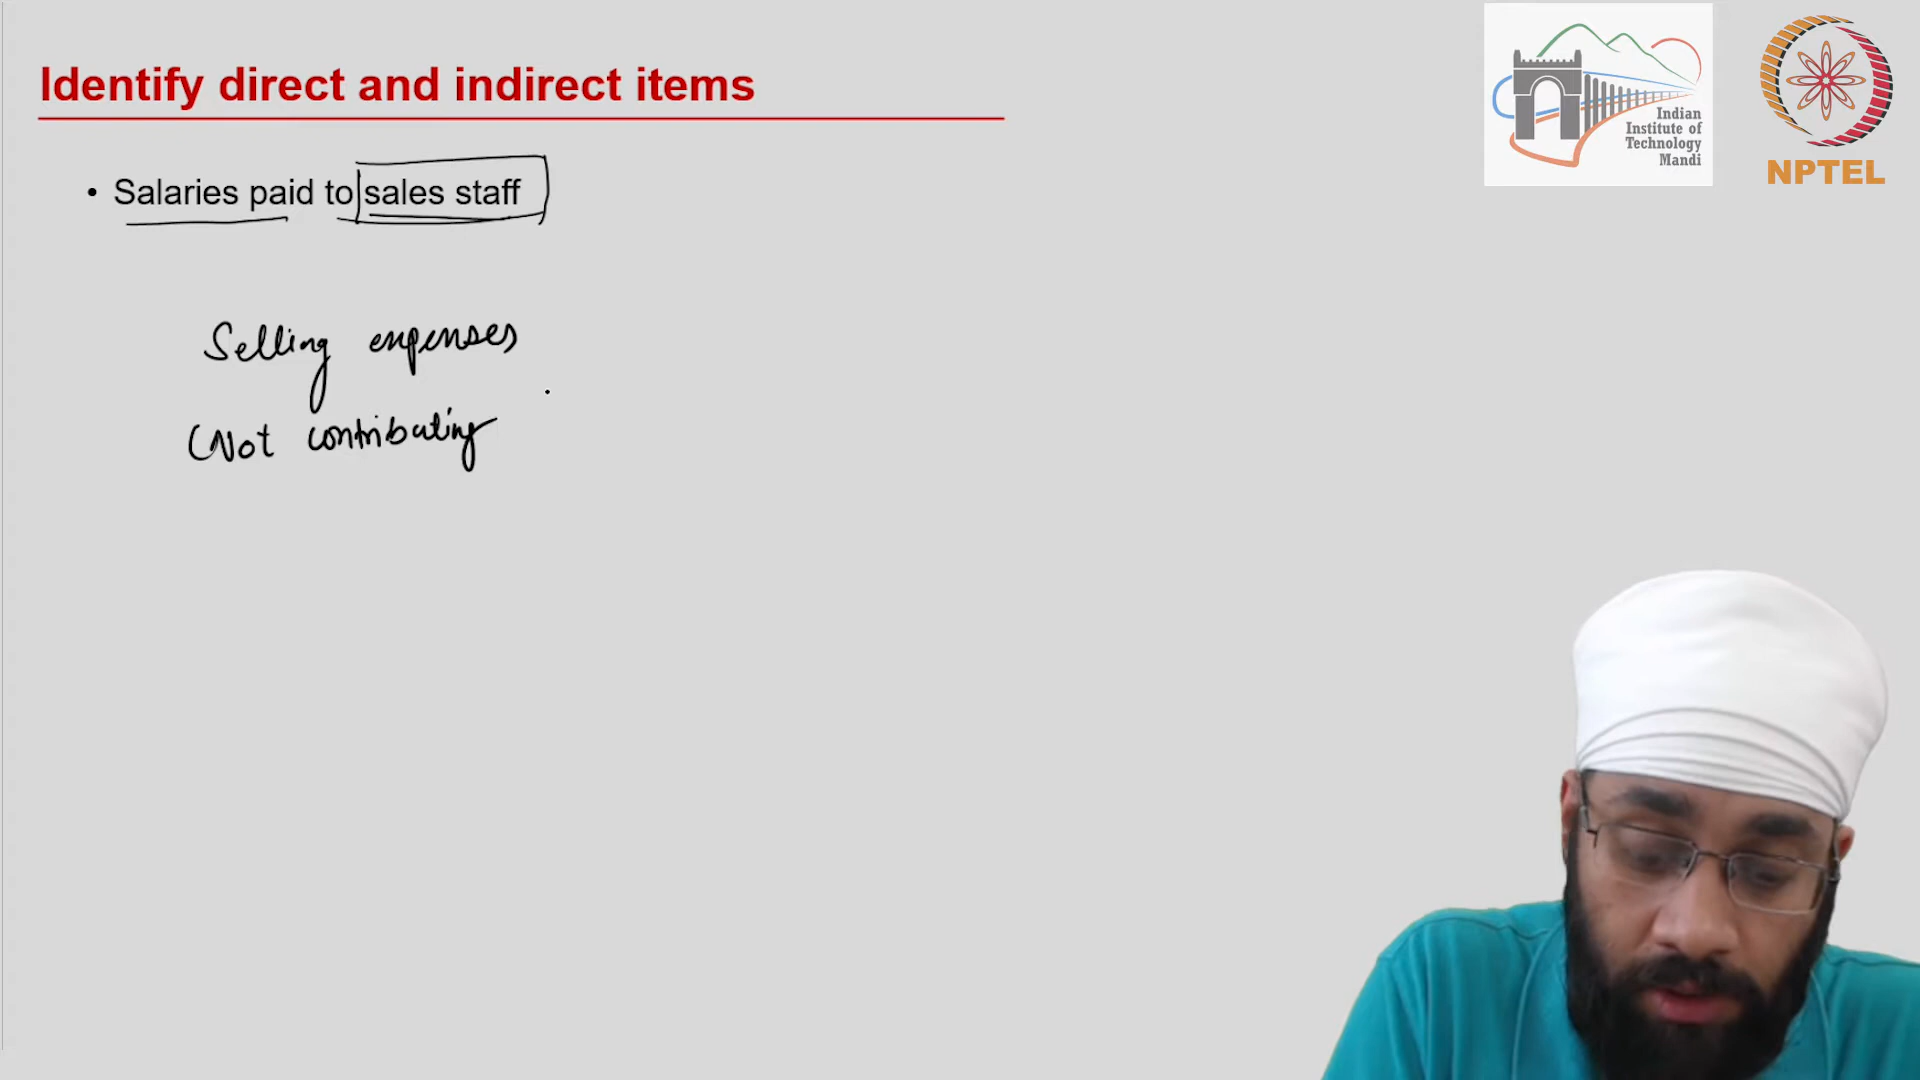 Identify direct and indirect items
• Salaries paid to sales staff
Selling expenses
(Not contributing
Indian
Institute of
Technology
Mandi
NPTEL